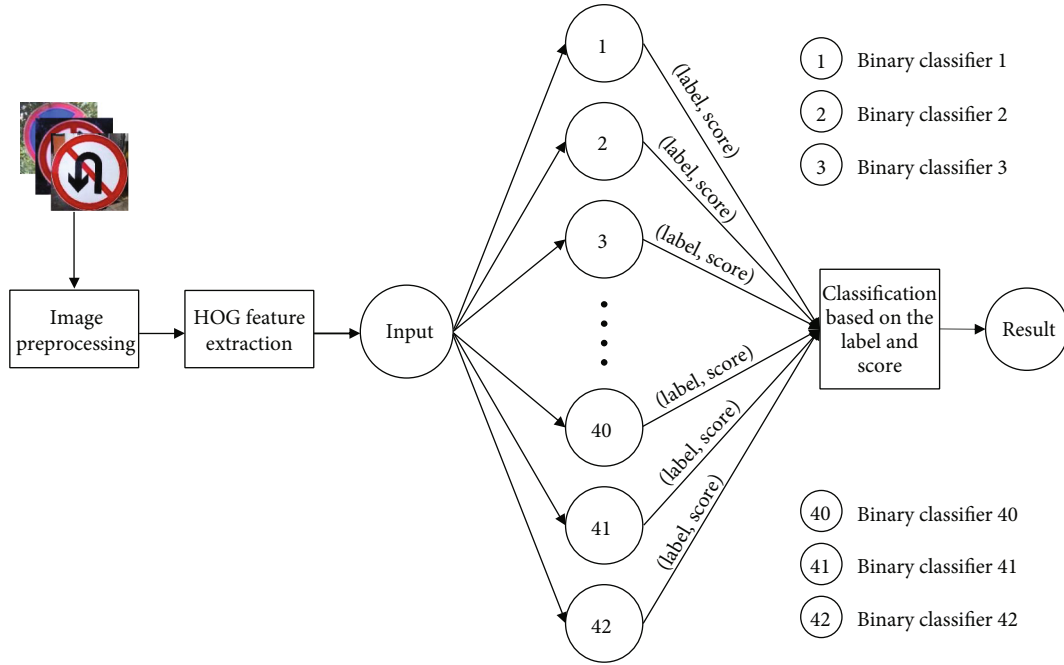 Image
preprocessing
HOG feature
extraction
Input
1
2
3
40
41
42
(label, score)
(label, score)
(label, score)
(label, score)
(label, score)
(label, score)
Classification
based on the
label and
score
Result
1 Binary classifier 1
2 Binary classifier 2
3 Binary classifier 3
40 Binary classifier 40
41 Binary classifier 41
42 Binary classifier 42